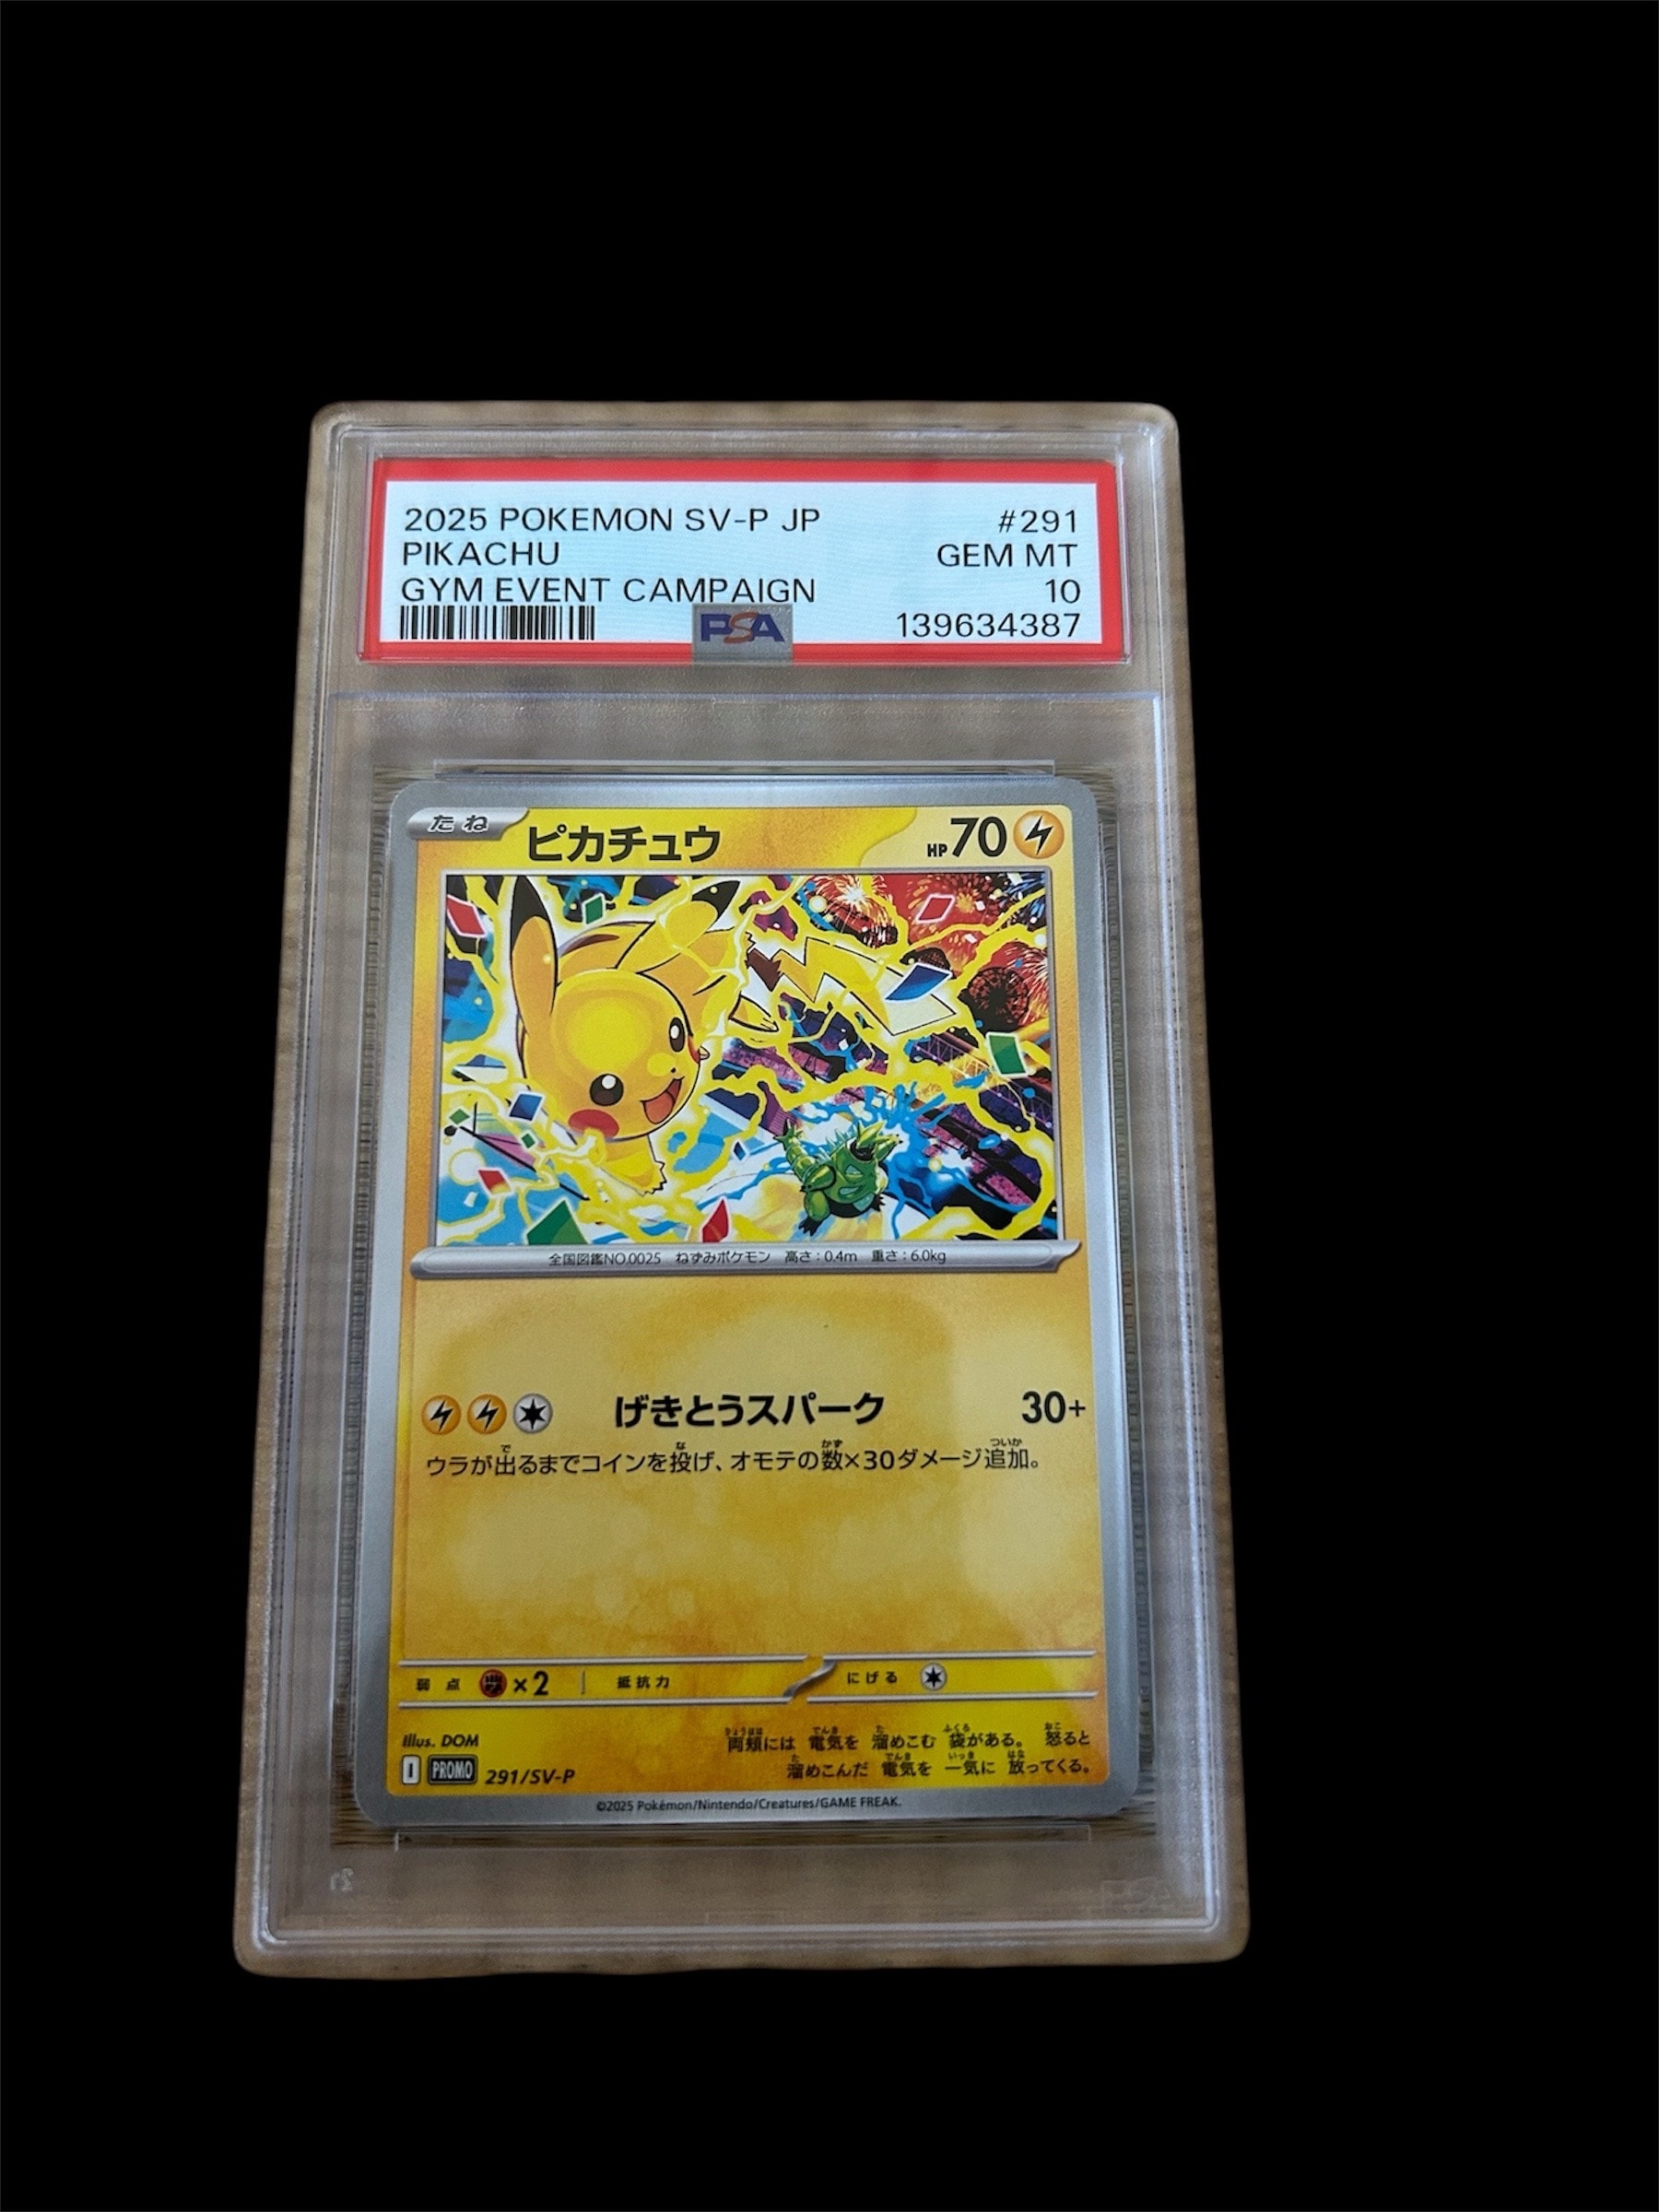 2025 POKEMON SV-P JP #291
PIKACHU GEM MT
GYM EVENT CAMPAIGN 10
PSA 139634387
たね ピカチュウ HP70
全国図鑑NO.0025 ねずみポケモン 高さ:0.4m 重さ:6.0kg
げきとうスパーク 30+
ウラが出るまでコインを投げ、オモテの数×30ダメージ追加。
弱点 ×2 抵抗力 にげる
Illus. DOM
両頬には 電気を 溜めこむ 袋がある。 怒ると
溜めこんだ 電気を 一気に 放ってくる。
I PROMO 291/SV-P
©2025 Pokémon/Nintendo/Creatures/GAME FREAK.
PSA